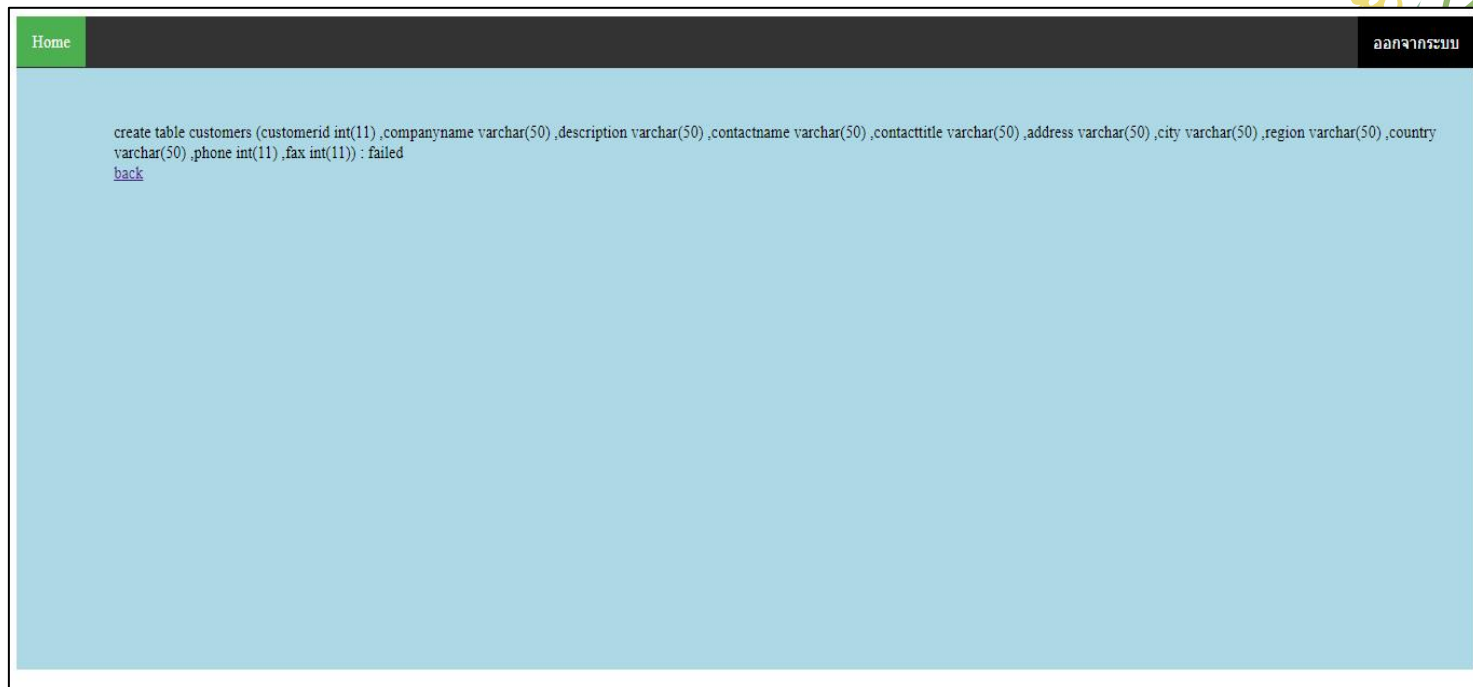 Home
ออกจากระบบ
create table customers (customerid int(11) ,companyname varchar(50) ,description varchar(50) ,contactname varchar(50) ,contacttitle varchar(50) ,address varchar(50) ,city varchar(50) ,region varchar(50) ,country
varchar(50) ,phone int(11) ,fax int(11)) : failed
back